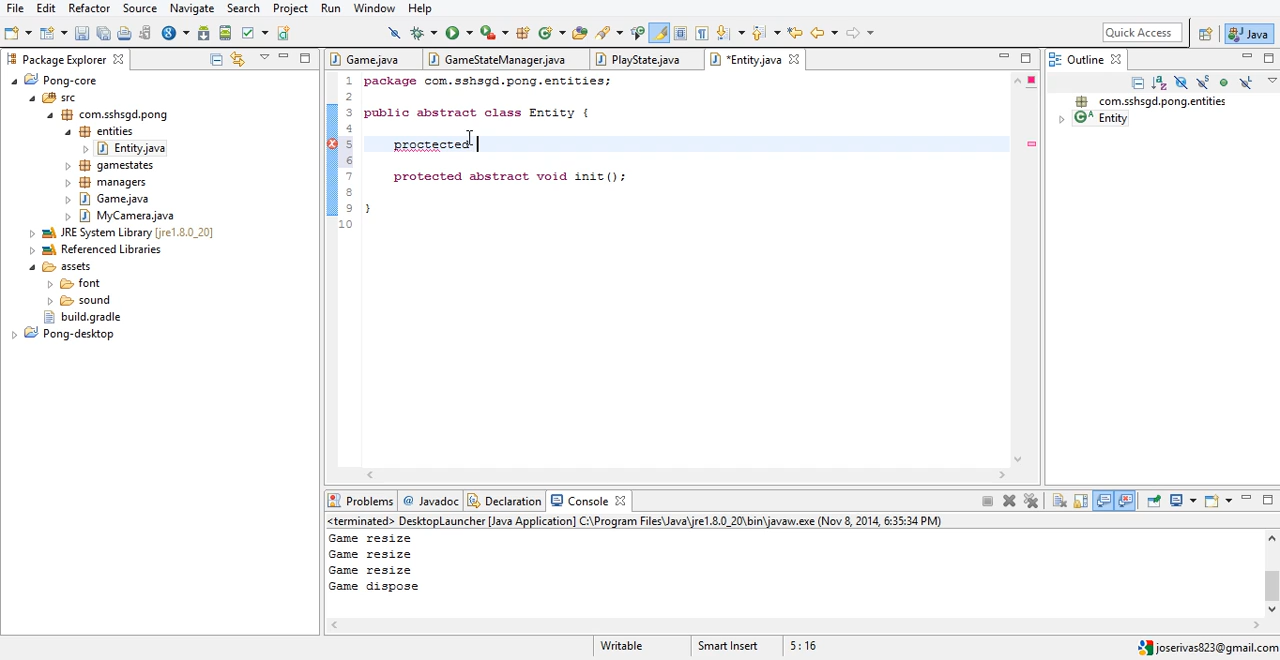 File Edit Refactor Source Navigate Search Project Run Window Help
Quick Access Java
Package Explorer
Game.java GameStateManager.java PlayState.java *Entity.java
Outline
Pong-core
src
com.sshsgd.pong
entities
Entity.java
gamestates
managers
Game.java
MyCamera.java
JRE System Library [jre1.8.0_20]
Referenced Libraries
assets
font
sound
build.gradle
Pong-desktop
1 package com.sshsgd.pong.entities;
2
3 public abstract class Entity {
4
5 proctected
6
7 protected abstract void init();
8
9 }
10
com.sshsgd.pong.entities
Entity
Problems Javadoc Declaration Console
<terminated> DesktopLauncher [Java Application] C:\Program Files\Java\jre1.8.0_20\bin\javaw.exe (Nov 8, 2014, 6:35:34 PM)
Game resize
Game resize
Game resize
Game dispose
Writable Smart Insert 5 : 16 joserivas823@gmail.com